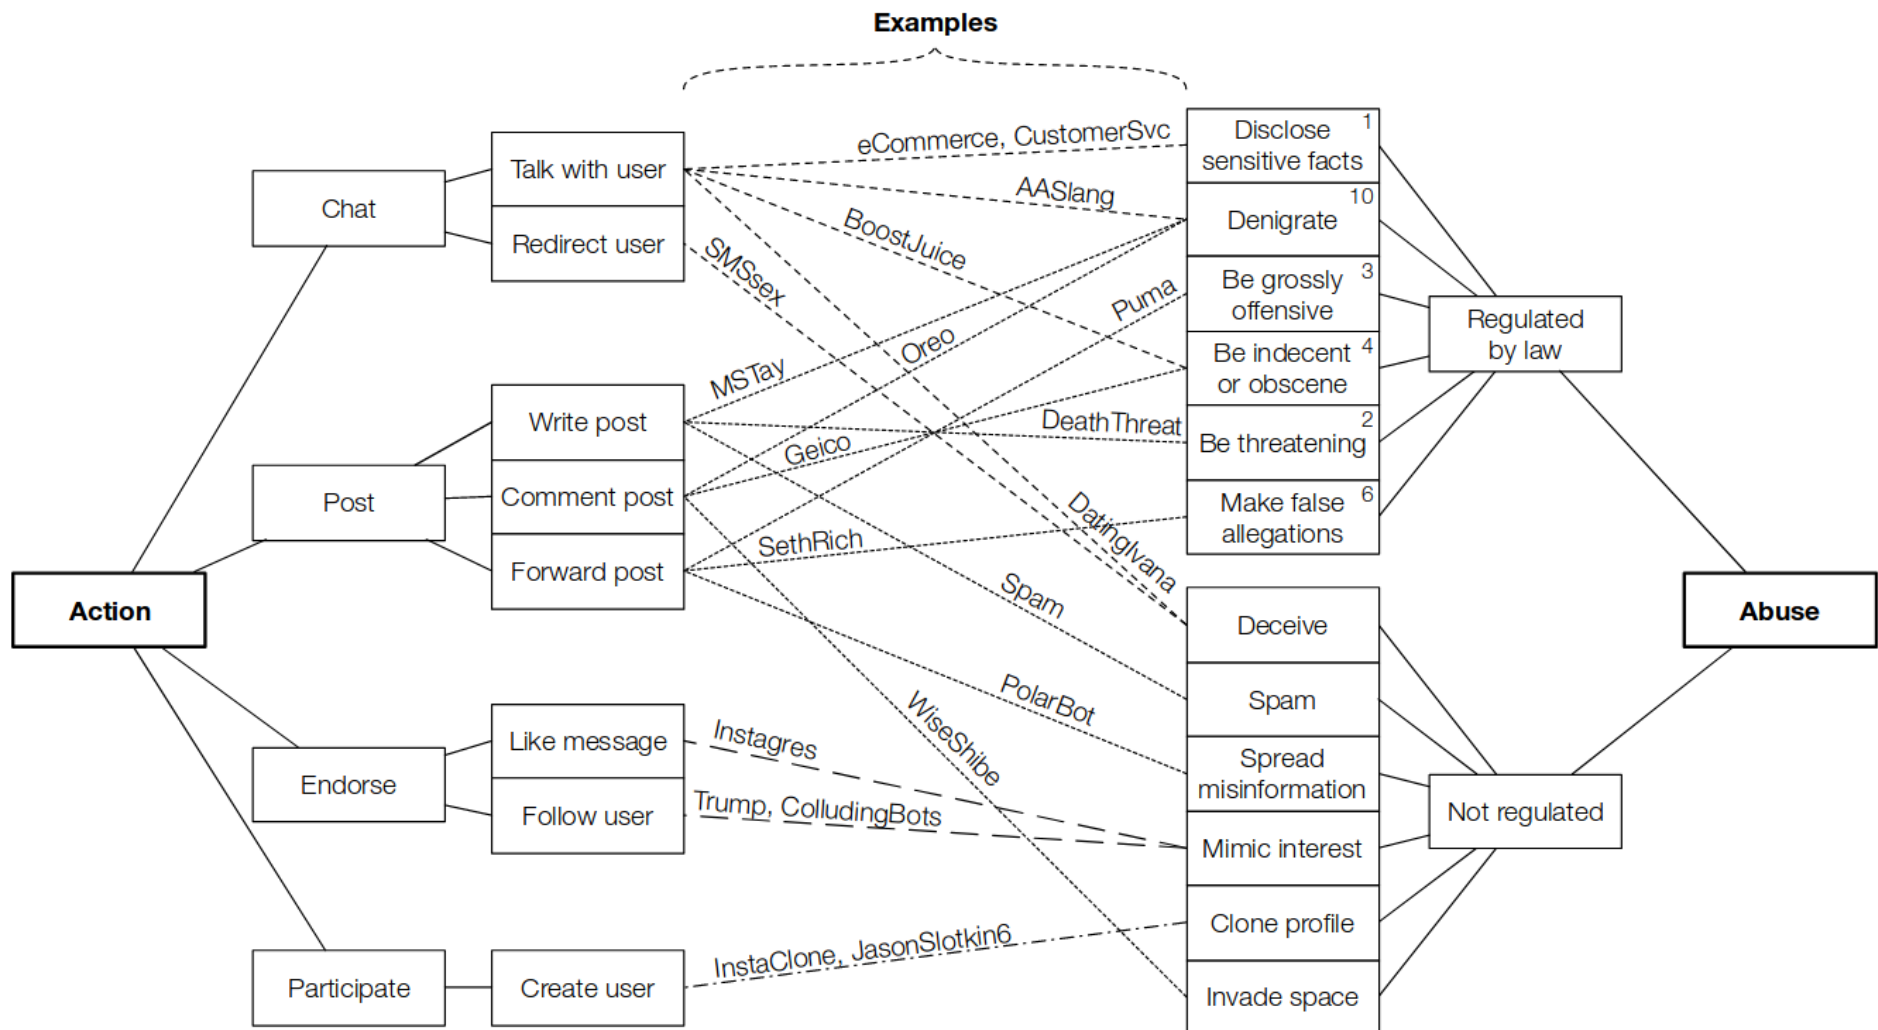 Examples
Chat
Talk with user
Redirect user
Post
Write post
Comment post
Forward post
Action
Endorse
Like message
Follow user
Participate
Create user
eCommerce, CustomerSvc
AASlang
BoostJuice
SMSsex
Puma
Oreo
MSTay
DeathThreat
Geico
DatingIvana
SethRich
Spam
PolarBot
WiseShibe
Instagres
Trump, ColludingBots
InstaClone, JasonSlotkin6
Disclose 1
sensitive facts
Denigrate 10
Be grossly 3
offensive
Be indecent 4
or obscene
Be threatening 2
Make false 6
allegations
Deceive
Spam
Spread
misinformation
Mimic interest
Clone profile
Invade space
Regulated
by law
Not regulated
Abuse